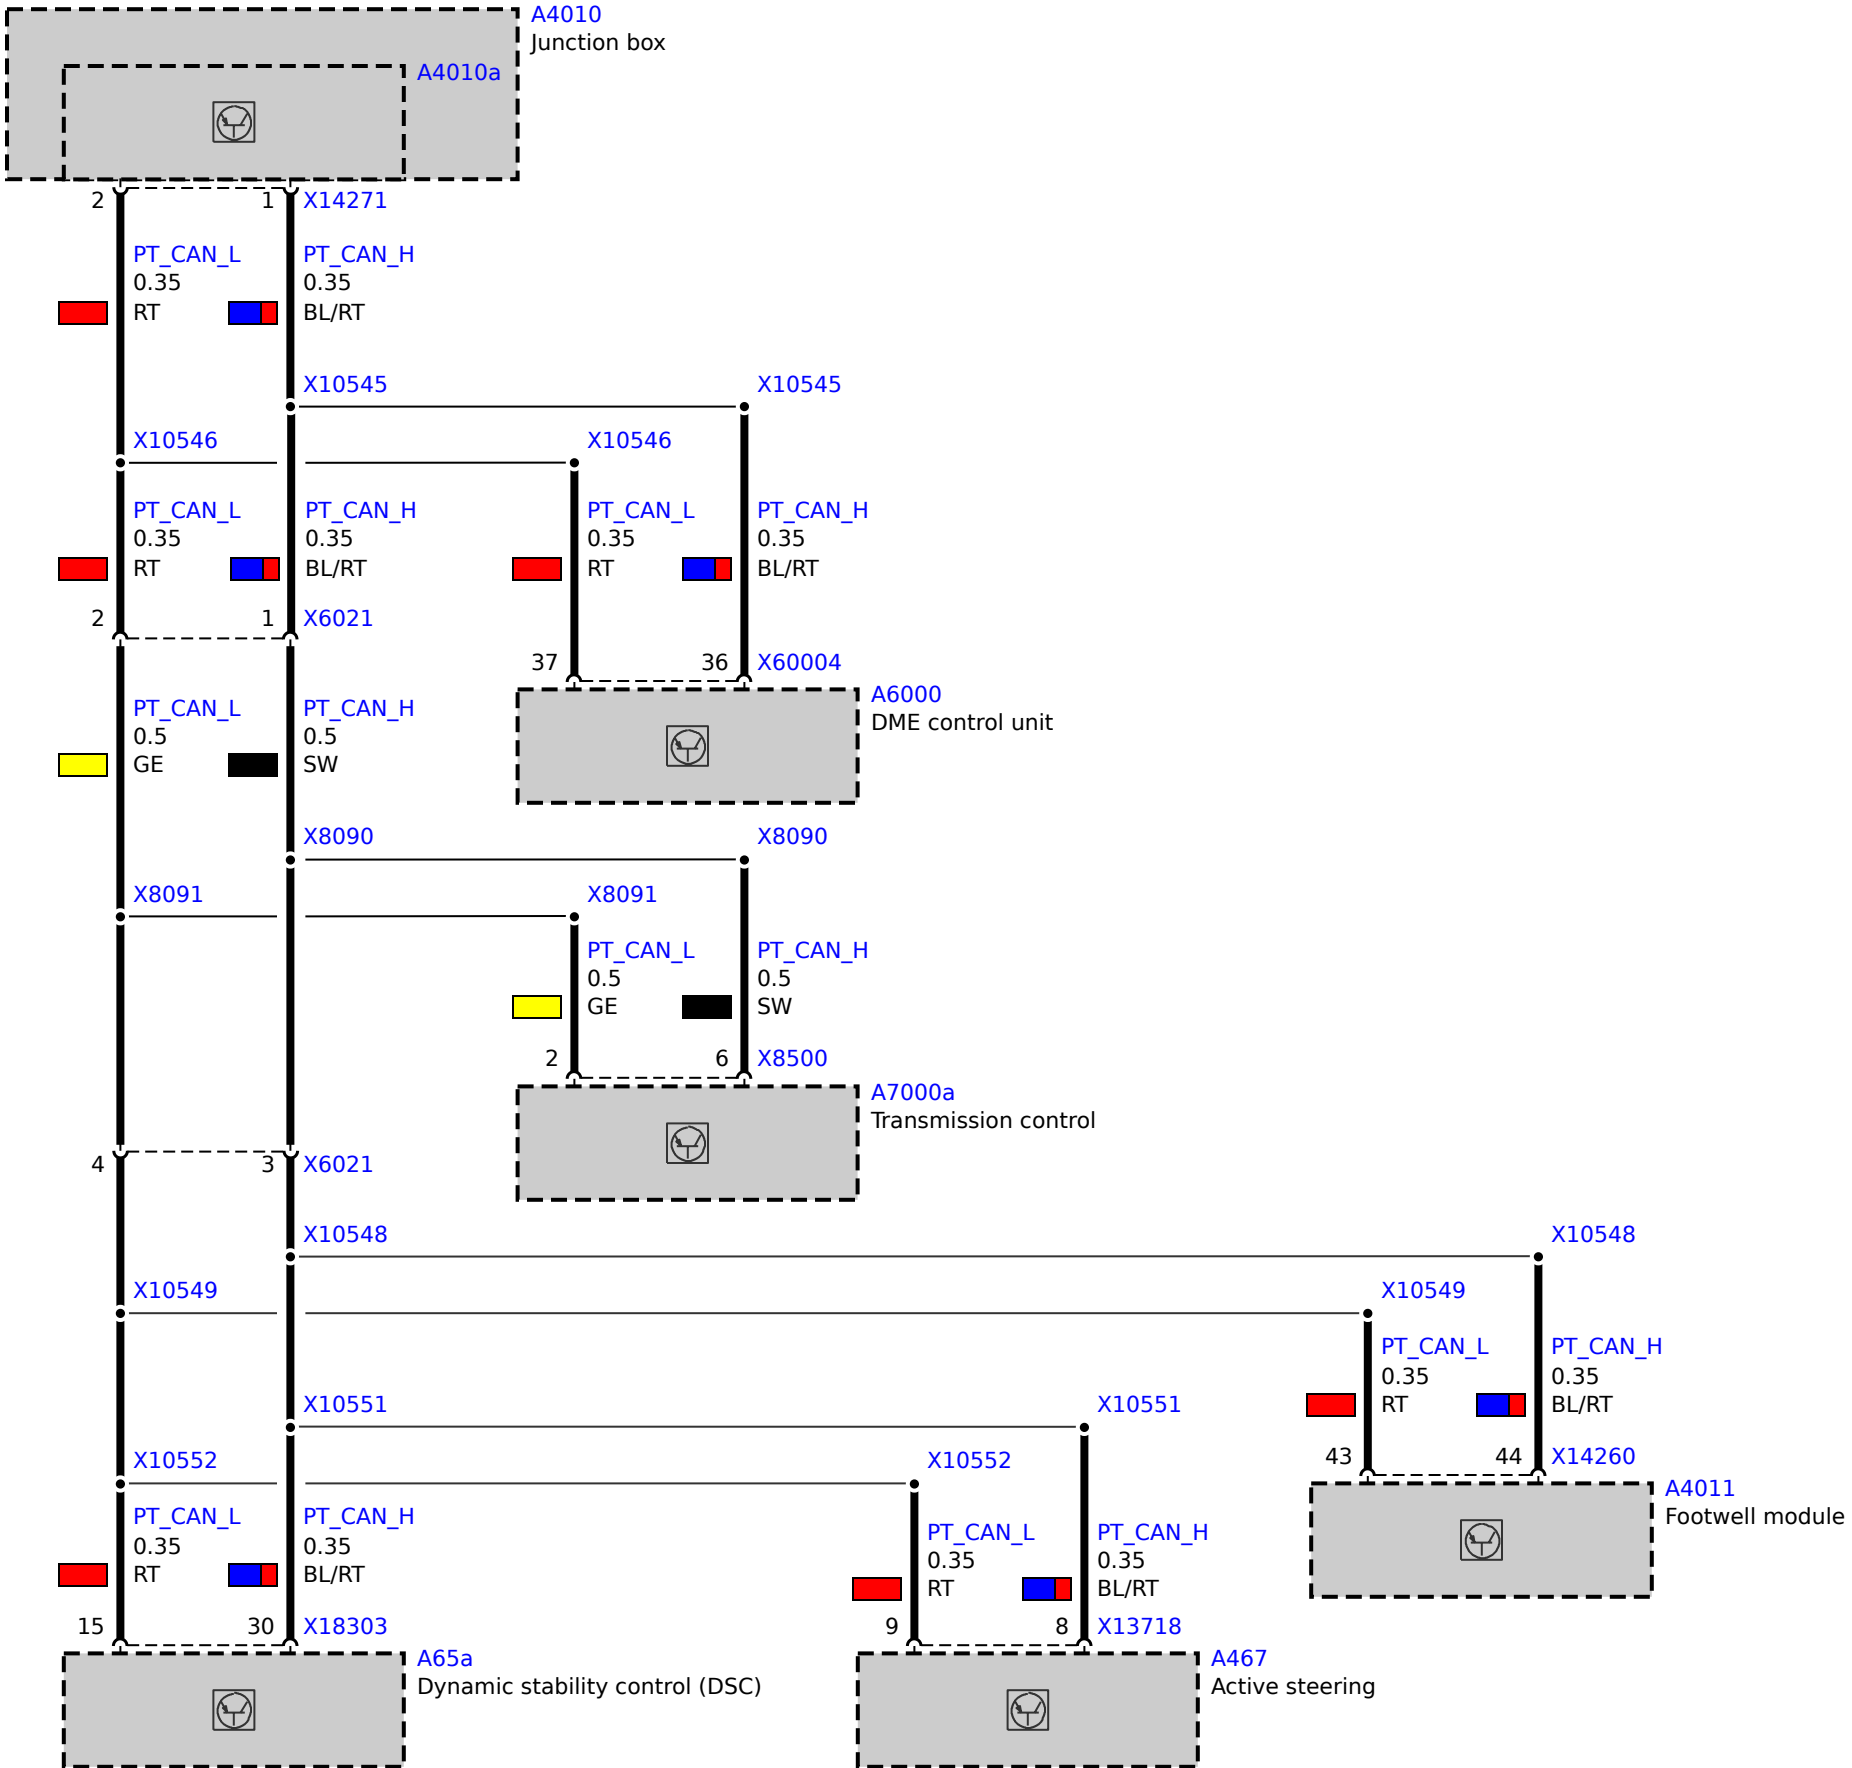 A4010
Junction box
A4010a
2 1 X14271
PT_CAN_L PT_CAN_H
0.35 0.35
RT BL/RT
X10545 X10545
X10546 X10546
PT_CAN_L PT_CAN_H PT_CAN_L PT_CAN_H
0.35 0.35 0.35 0.35
RT BL/RT RT BL/RT
2 1 X6021
37 36 X60004
A6000
DME control unit
PT_CAN_L PT_CAN_H
0.5 0.5
GE SW
X8090 X8090
X8091 X8091
PT_CAN_L PT_CAN_H
0.5 0.5
GE SW
2 6 X8500
A7000a
Transmission control
4 3 X6021
X10548 X10548
X10549 X10549
PT_CAN_L PT_CAN_H
0.35 0.35
RT BL/RT
X10551 X10551
43 44 X14260
X10552 X10552
A4011
Footwell module
PT_CAN_L PT_CAN_H
0.35 0.35
RT BL/RT
PT_CAN_L PT_CAN_H
0.35 0.35
RT BL/RT
15 30 X18303
9 8 X13718
A65a
Dynamic stability control (DSC)
A467
Active steering